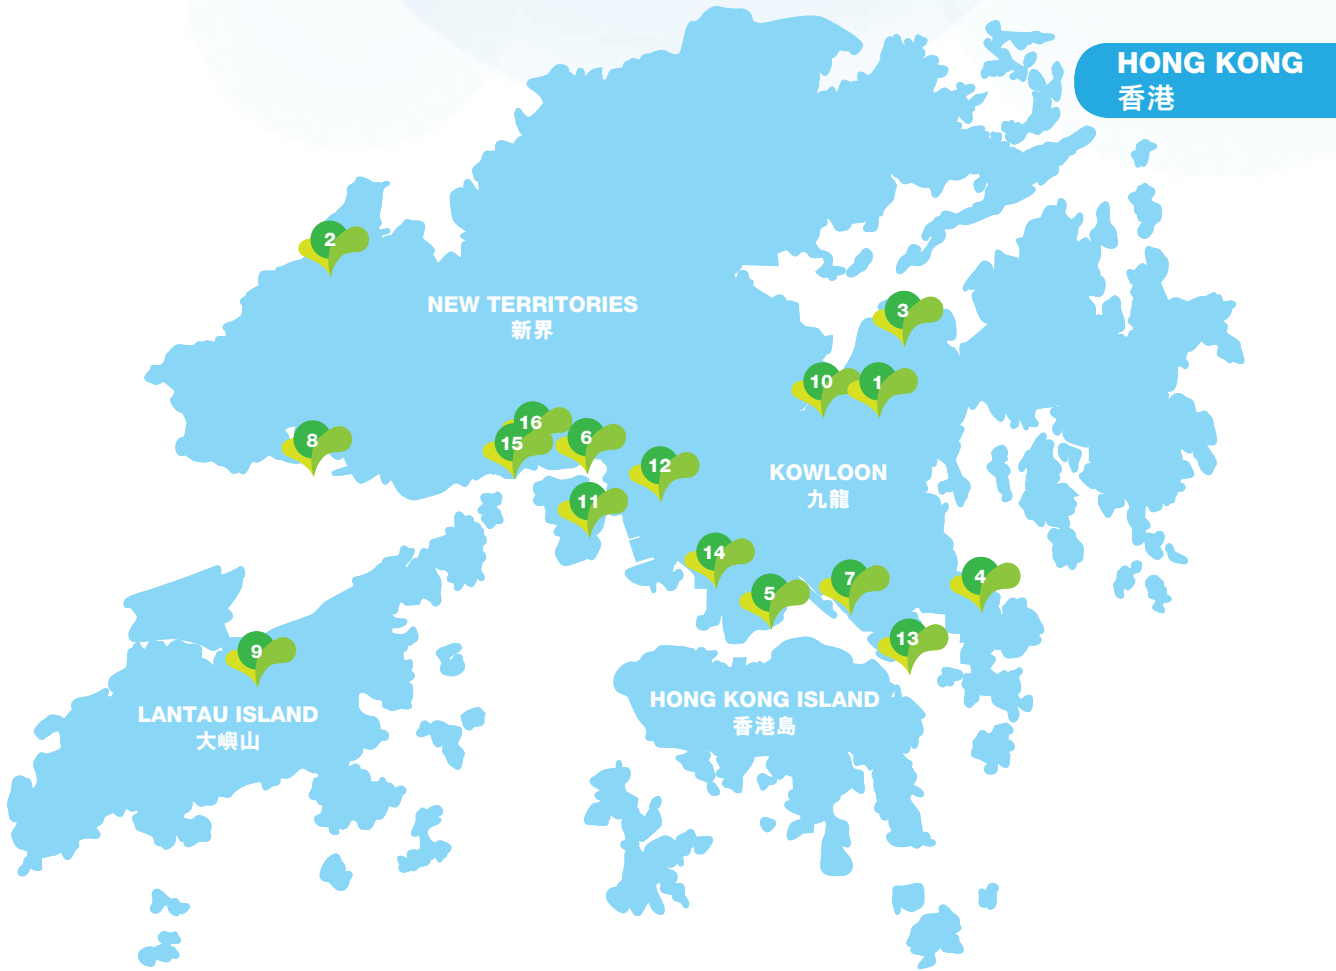 HONG KONG
香港
2
NEW TERRITORIES
新界
3
10
1
16
15
6
8
12
KOWLOON
九龍
11
14
5
7
4
13
9
HONG KONG ISLAND
香港島
LANTAU ISLAND
大嶼山